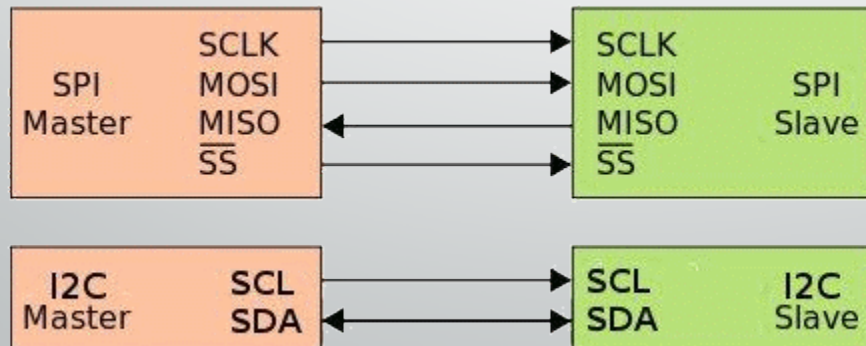 SPI Master
SCLK
MOSI
MISO
SS
SCLK
MOSI
MISO
SS
SPI Slave
I2C Master
SCL
SDA
SCL
SDA
I2C Slave